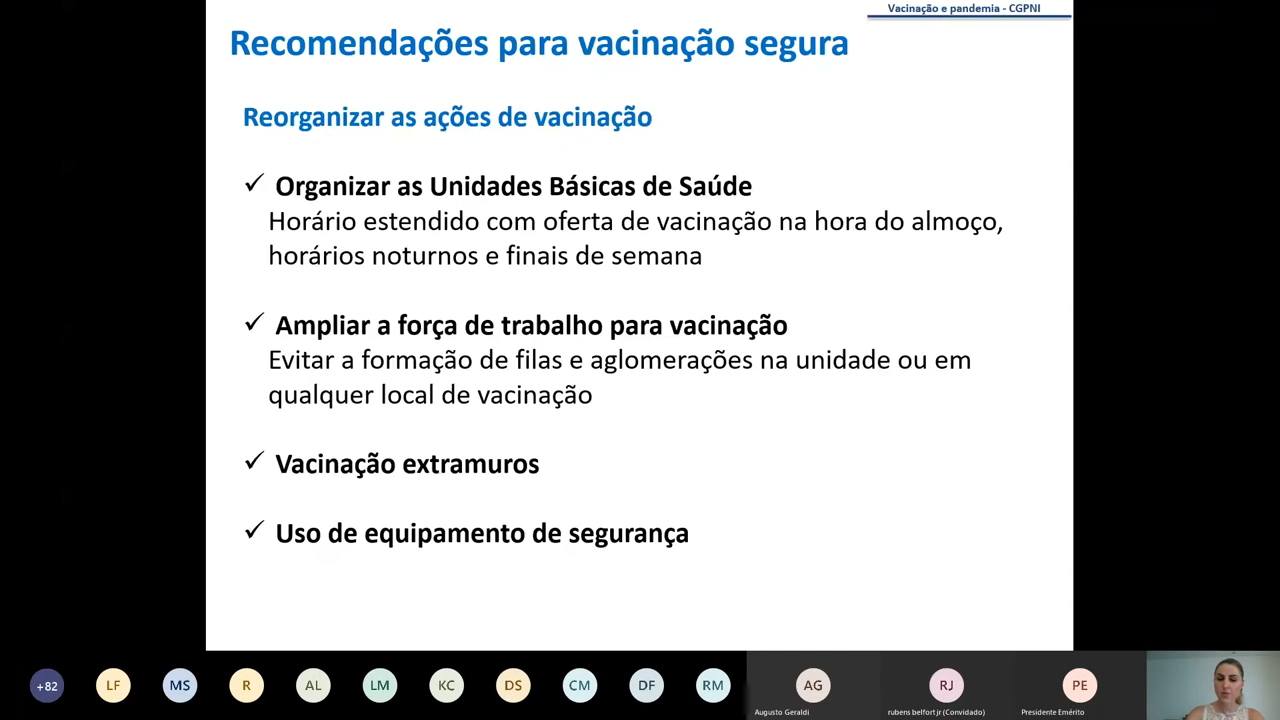 Vacinação e pandemia - CGPNI
Recomendações para vacinação segura
Reorganizar as ações de vacinação
✓ Organizar as Unidades Básicas de Saúde
Horário estendido com oferta de vacinação na hora do almoço,
horários noturnos e finais de semana
✓ Ampliar a força de trabalho para vacinação
Evitar a formação de filas e aglomerações na unidade ou em
qualquer local de vacinação
✓ Vacinação extramuros
✓ Uso de equipamento de segurança
+82 LF MS R AL LM KC DS CM DF RM AG RJ PE
Augusto Geraldi rubens belfort jr (Convidado) Presidente Emérito